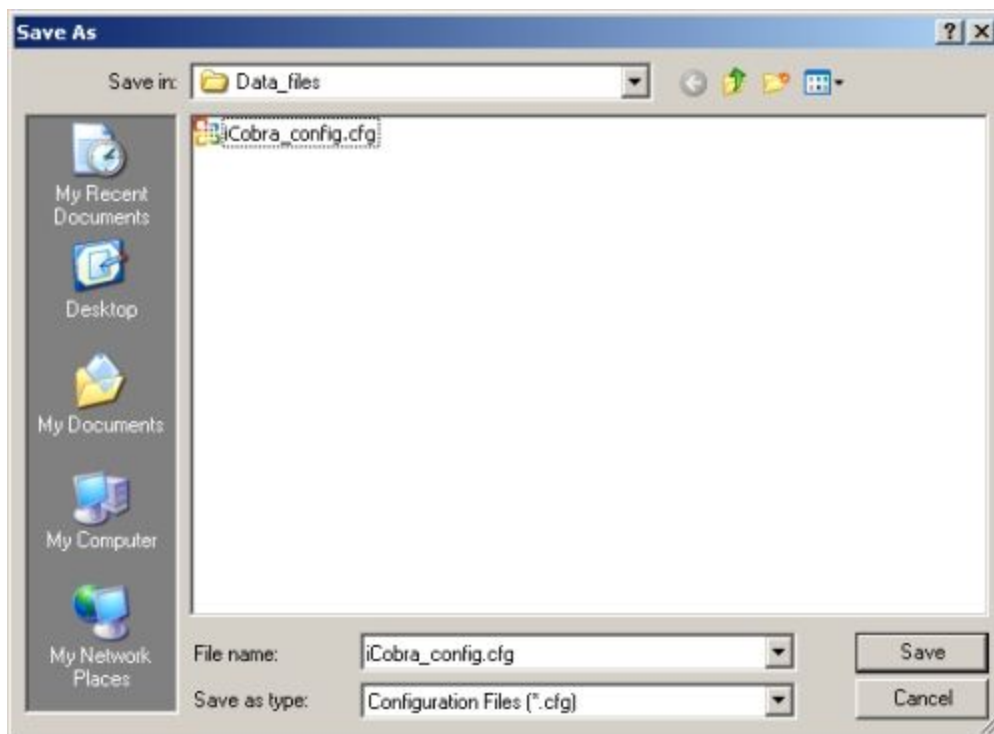 Save As
Save in: Data_files
iCobra_config.cfg
My Recent
Documents
Desktop
My Documents
My Computer
My Network
Places
File name: iCobra_config.cfg Save
Save as type: Configuration Files (*.cfg) Cancel